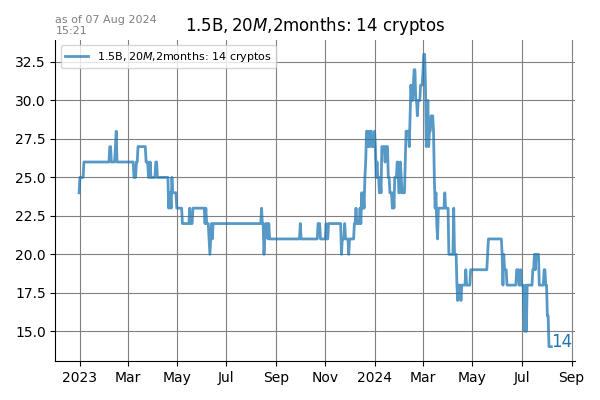 as of 07 Aug 2024
15:21
1.5B, 20M,2months: 14 cryptos
1.5B, 20M,2months: 14 cryptos
32.5
30.0
27.5
25.0
22.5
20.0
17.5
15.0
14
2023 Mar May Jul Sep Nov 2024 Mar May Jul Sep